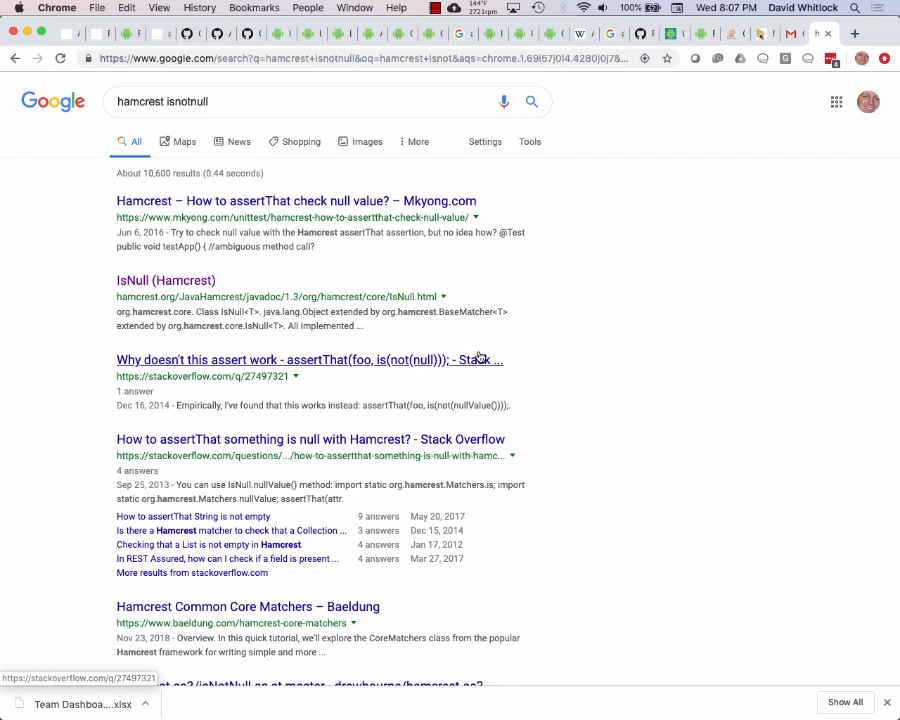 Chrome File Edit View History Bookmarks People Window Help 144°F 2721rpm 100% Wed 8:07 PM David Whitlock
https://www.google.com/search?q=hamcrest+isnotnull&oq=hamcrest+isnot&aqs=chrome.1.69i57j0l4.4280j0j7&... 4
Google hamcrest isnotnull
All Maps News Shopping Images More Settings Tools
About 10,600 results (0.44 seconds)
Hamcrest – How to assertThat check null value? – Mkyong.com
https://www.mkyong.com/unittest/hamcrest-how-to-assertthat-check-null-value/
Jun 6, 2016 - Try to check null value with the Hamcrest assertThat assertion, but no idea how? @Test
public void testApp() { //ambiguous method call?
IsNull (Hamcrest)
hamcrest.org/JavaHamcrest/javadoc/1.3/org/hamcrest/core/IsNull.html
org.hamcrest.core. Class IsNull<T>. java.lang.Object extended by org.hamcrest.BaseMatcher<T>
extended by org.hamcrest.core.IsNull<T>. All Implemented ...
Why doesn't this assert work - assertThat(foo, is(not(null))); - Stack ...
https://stackoverflow.com/q/27497321
1 answer
Dec 16, 2014 - Empirically, I've found that this works instead: assertThat(foo, is(not(nullValue())));.
How to assertThat something is null with Hamcrest? - Stack Overflow
https://stackoverflow.com/questions/.../how-to-assertthat-something-is-null-with-hamc...
4 answers
Sep 25, 2013 - You can use IsNull.nullValue() method: import static org.hamcrest.Matchers.is; import
static org.hamcrest.Matchers.nullValue; assertThat(attr.
How to assertThat String is not empty 9 answers May 20, 2017
Is there a Hamcrest matcher to check that a Collection ... 3 answers Dec 15, 2014
Checking that a List is not empty in Hamcrest 4 answers Jan 17, 2012
In REST Assured, how can I check if a field is present ... 4 answers Mar 27, 2017
More results from stackoverflow.com
Hamcrest Common Core Matchers – Baeldung
https://www.baeldung.com/hamcrest-core-matchers
Nov 23, 2018 - Overview. In this quick tutorial, we'll explore the CoreMatchers class from the popular
Hamcrest framework for writing simple and more ...
https://stackoverflow.com/q/27497321
Team Dashboa....xlsx Show All